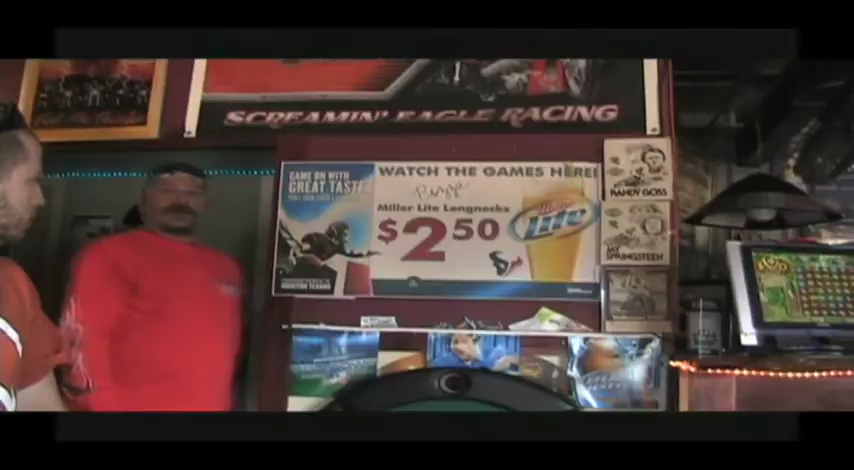 SCREAMIN' EAGLE RACING
GAME ON WITH
GREAT TASTE
WATCH THE GAMES HERE!
Miller Lite Longnecks
$2.50
Lite
RANDY GOSS
JAY SPRINGSTEEN
HOUSTON TEXANS